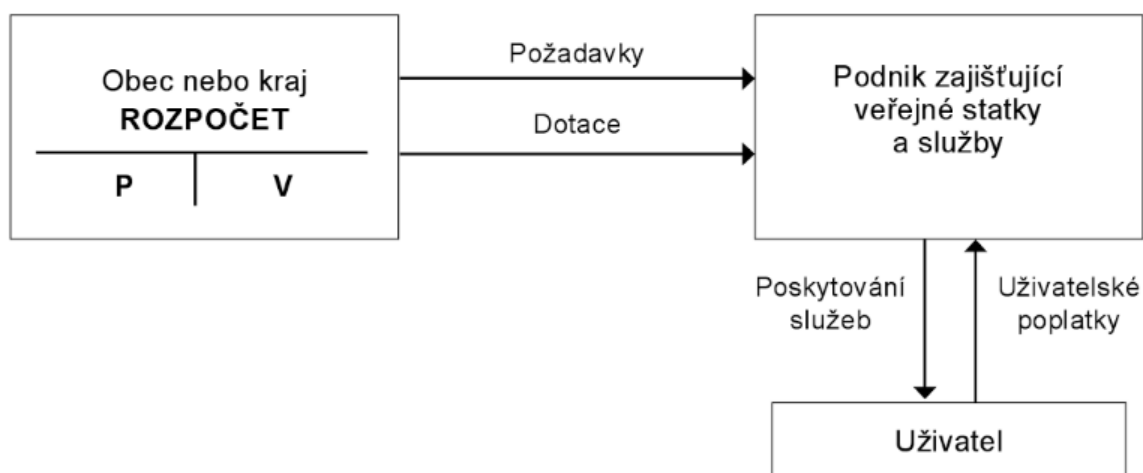 Obec nebo kraj
ROZPOČET
P
V
Požadavky
Dotace
Podnik zajišťující
veřejné statky
a služby
Poskytování
služeb
Uživatelské
poplatky
Uživatel